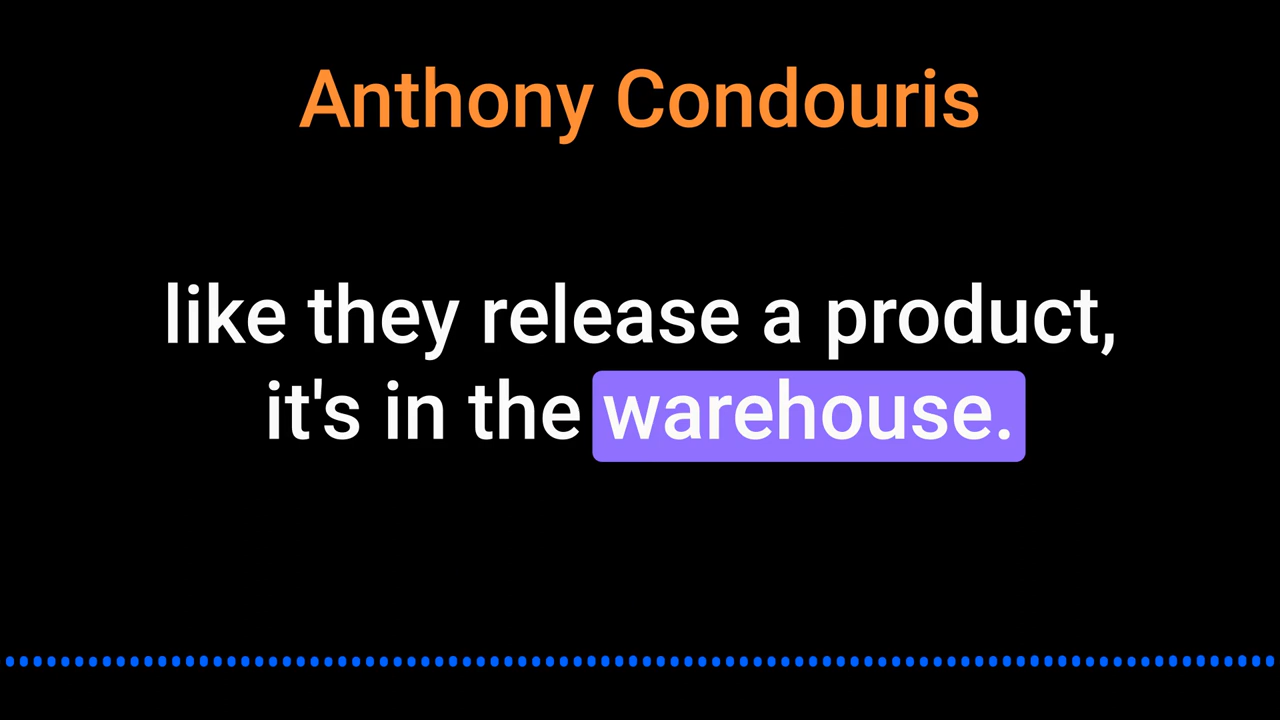 Anthony Condouris
like they release a product,
it's in the warehouse.